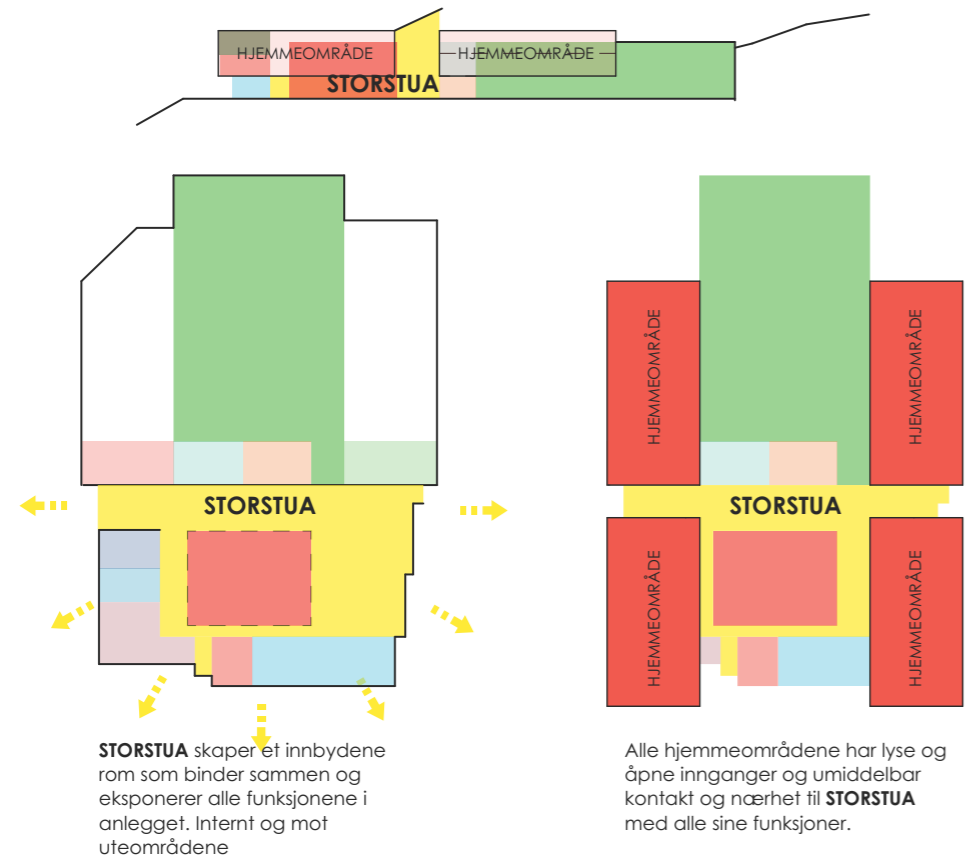 HJEMMEOMRÅDE
HJEMMEOMRÅDE
STORSTUA
STORSTUA
HJEMMEOMRÅDE
HJEMMEOMRÅDE
STORSTUA
HJEMMEOMRÅDE
HJEMMEOMRÅDE
STORSTUA skaper et innbydene
rom som binder sammen og
eksponerer alle funksjonene i
anlegget. Internt og mot
uteområdene
Alle hjemmeområdene har lyse og
åpne innganger og umiddelbar
kontakt og nærhet til STORSTUA
med alle sine funksjoner.